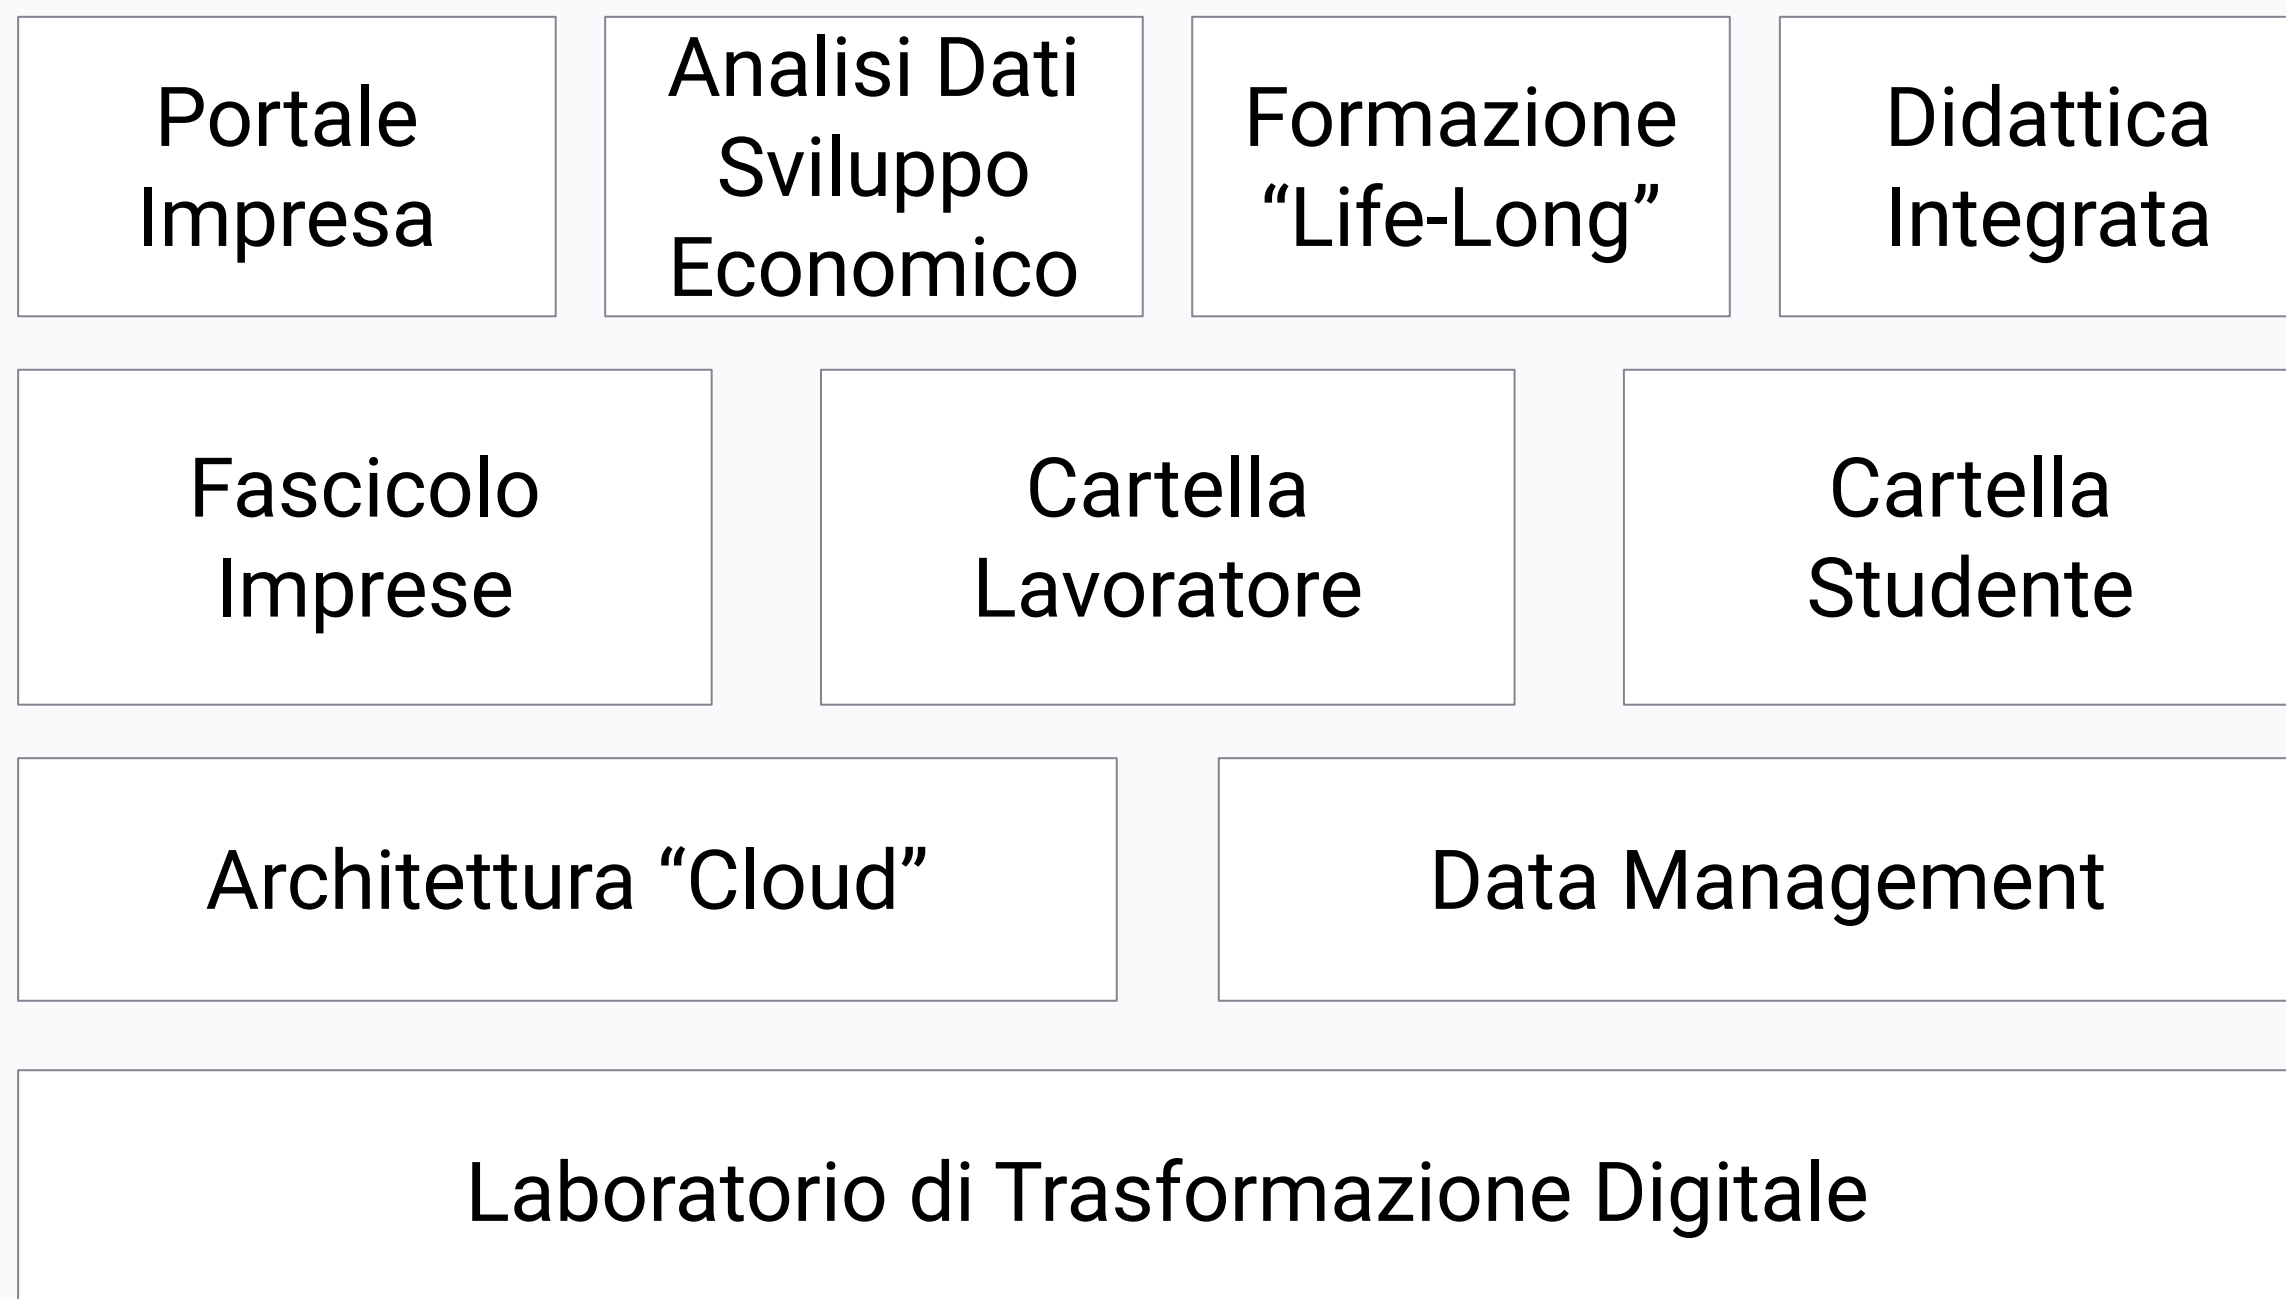 Portale
Impresa
Analisi Dati
Sviluppo
Economico
Formazione
“Life-Long”
Didattica
Integrata
Fascicolo
Imprese
Cartella
Lavoratore
Cartella
Studente
Architettura “Cloud”
Data Management
Laboratorio di Trasformazione Digitale